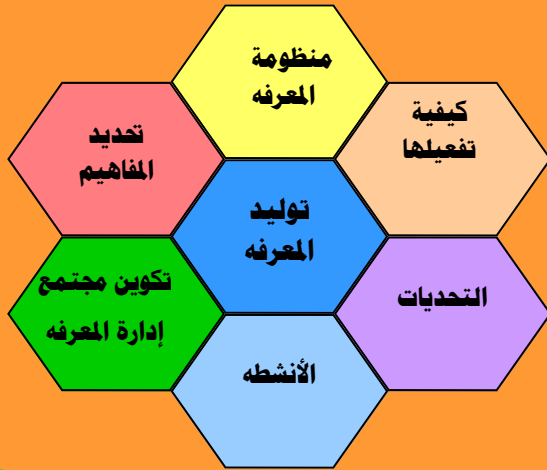 منظومة
المعرفه
كيفية
تفعيلها
تحديد
المفاهيم
توليد
المعرفه
التحديات
تكوين مجتمع
إدارة المعرفه
الأنشطه